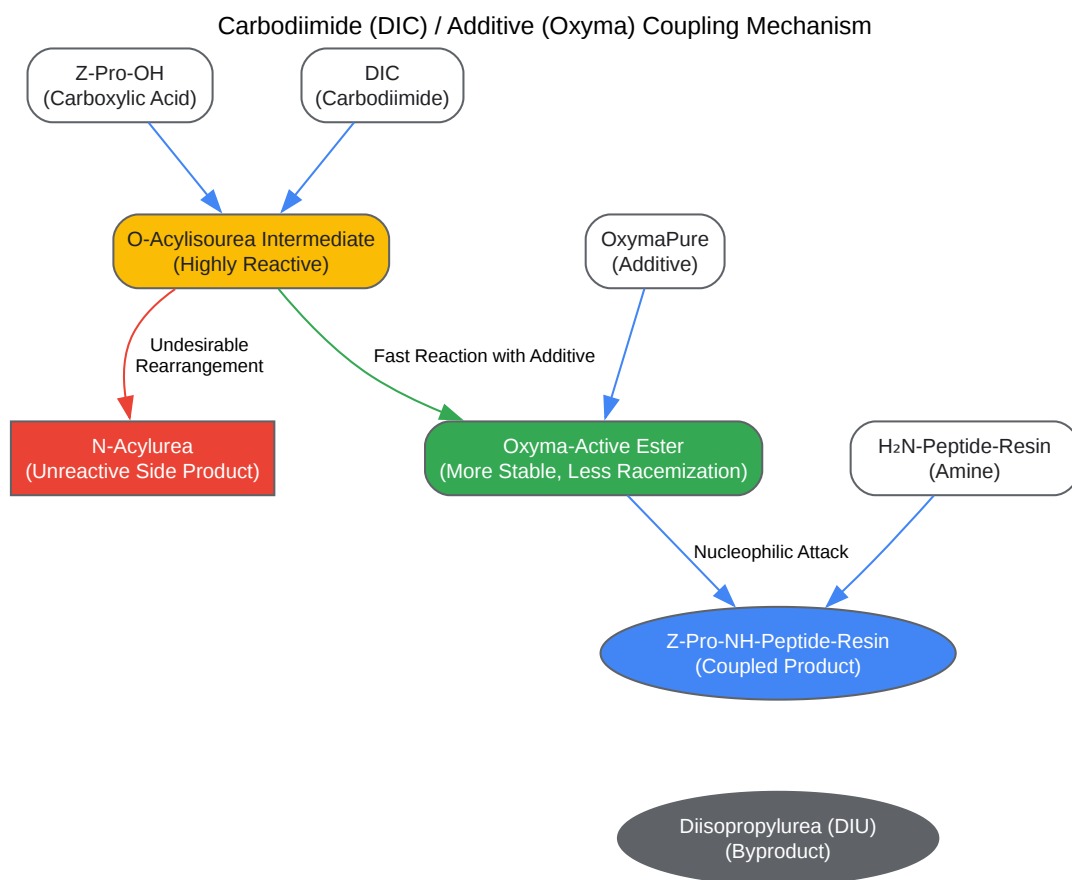 Carbodiimide (DIC) / Additive (Oxyma) Coupling Mechanism
Z-Pro-OH
(Carboxylic Acid)
DIC
(Carbodiimide)
O-Acylisourea Intermediate
(Highly Reactive)
OxymaPure
(Additive)
Undesirable
Rearrangement
Fast Reaction with Additive
N-Acylurea
(Unreactive Side Product)
Oxyma-Active Ester
(More Stable, Less Racemization)
H₂N-Peptide-Resin
(Amine)
Nucleophilic Attack
Z-Pro-NH-Peptide-Resin
(Coupled Product)
Diisopropylurea (DIU)
(Byproduct)